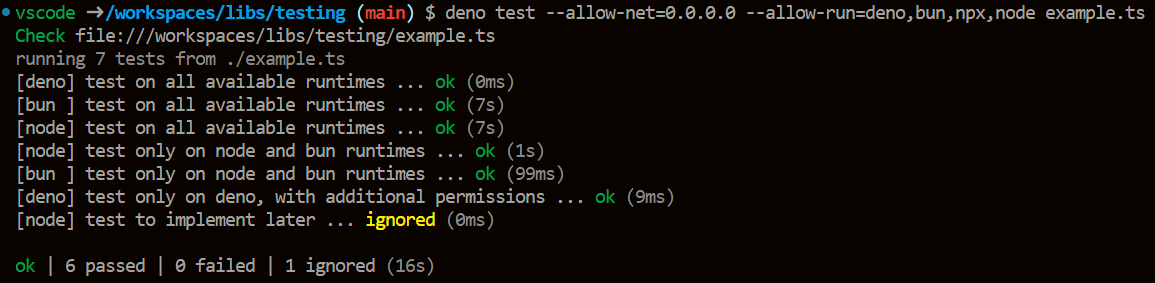 vscode ➜/workspaces/libs/testing (main) $ deno test --allow-net=0.0.0.0 --allow-run=deno,bun,npx,node example.ts
Check file:///workspaces/libs/testing/example.ts
running 7 tests from ./example.ts
[deno] test on all available runtimes ... ok (0ms)
[bun ] test on all available runtimes ... ok (7s)
[node] test on all available runtimes ... ok (7s)
[node] test only on node and bun runtimes ... ok (1s)
[bun ] test only on node and bun runtimes ... ok (99ms)
[deno] test only on deno, with additional permissions ... ok (9ms)
[node] test to implement later ... ignored (0ms)
ok | 6 passed | 0 failed | 1 ignored (16s)